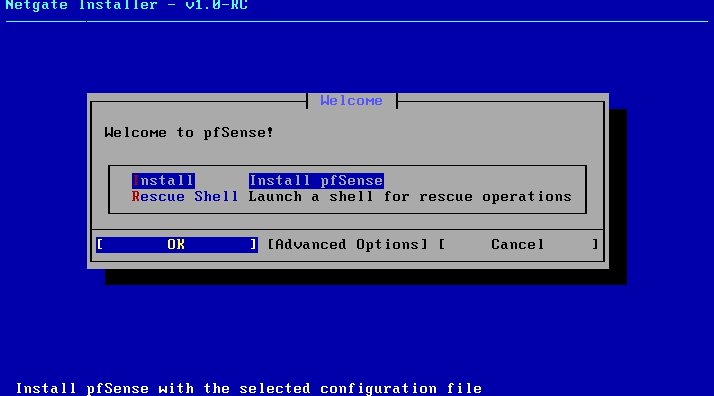 Netgate Installer - v1.0-RC
Welcome
Welcome to pfSense!
Install Install pfSense
Rescue Shell Launch a shell for rescue operations
[ OK ] [Advanced Options] [ Cancel ]
Install pfSense with the selected configuration file